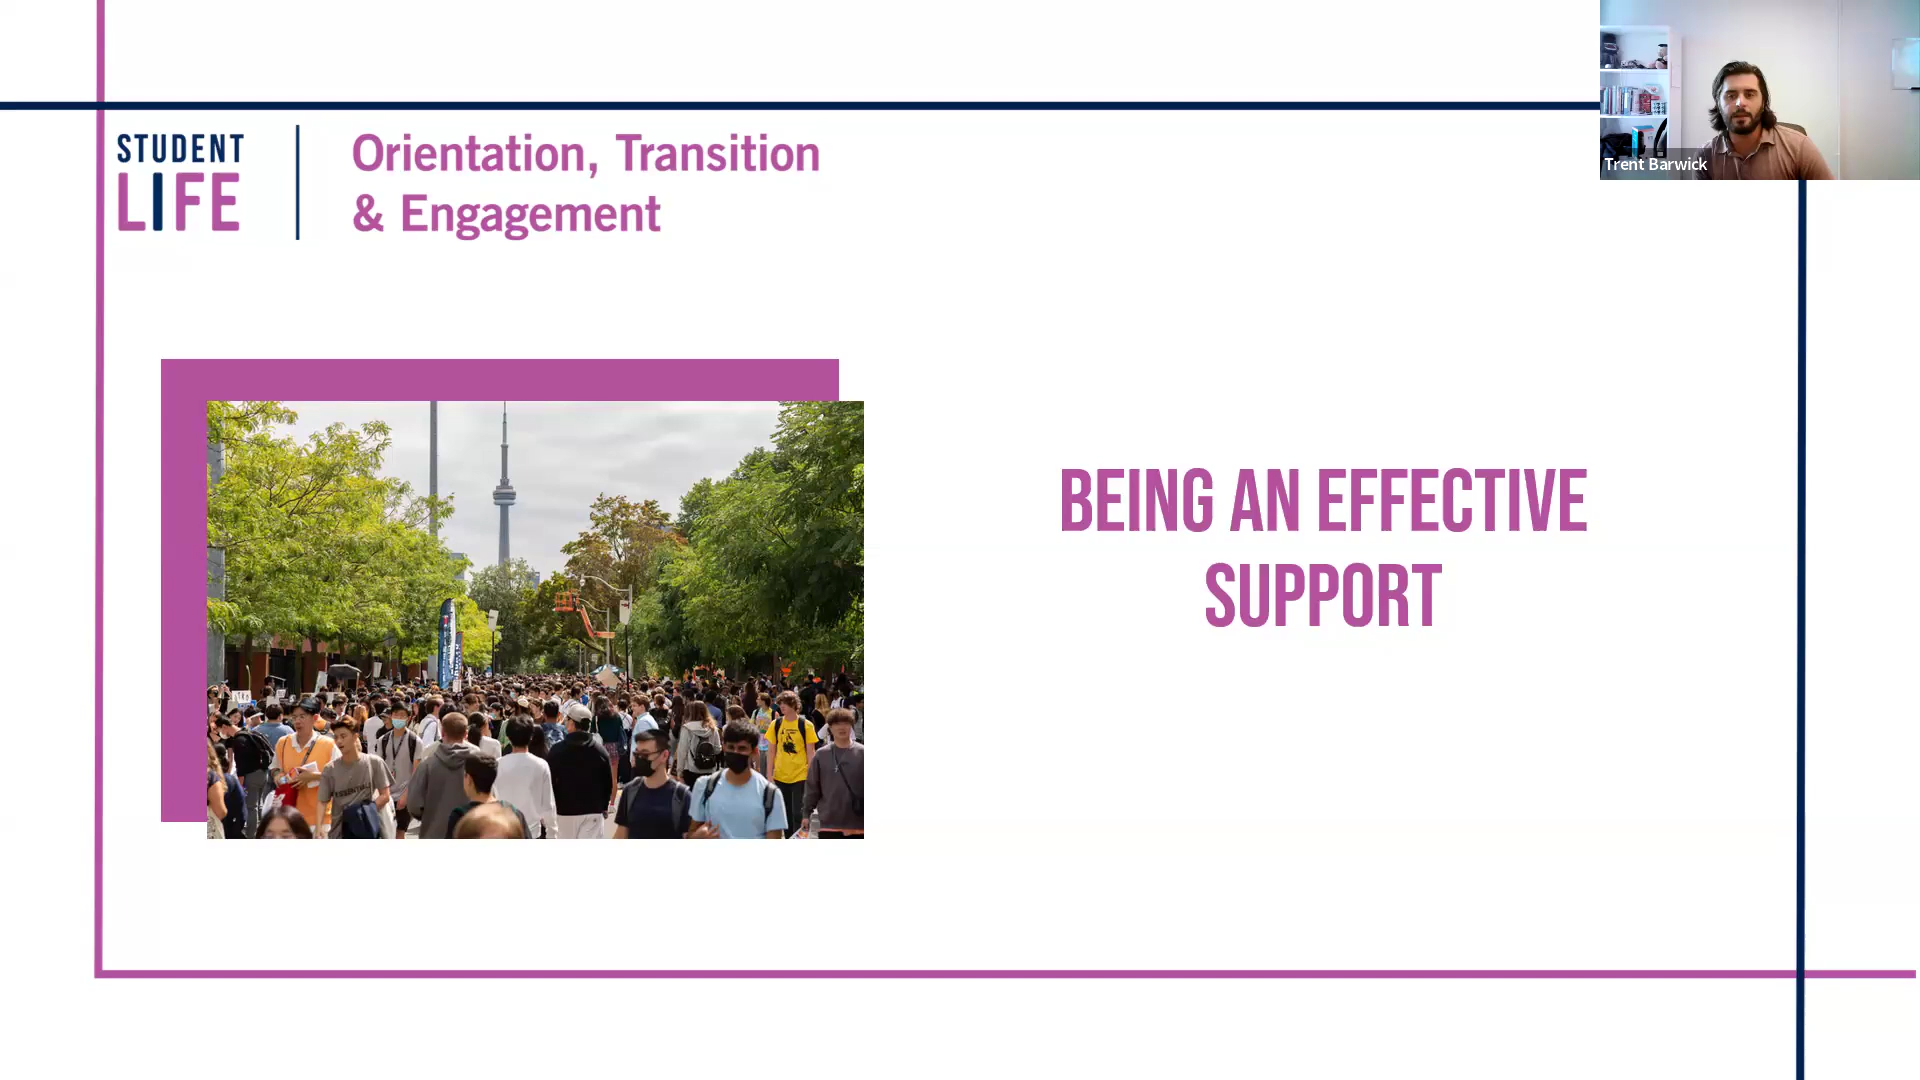 STUDENT
LIFE
Orientation, Transition
& Engagement
Trent Barwick
BEING AN EFFECTIVE
SUPPORT